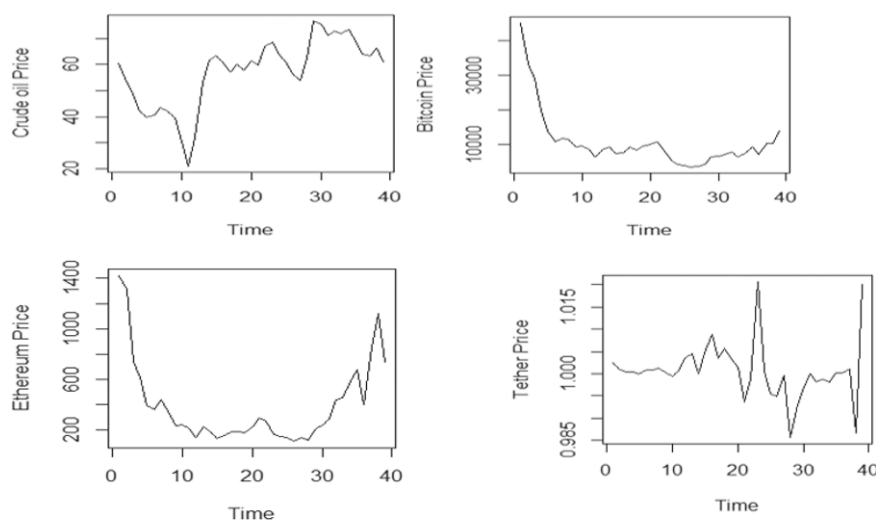 Crude oil Price
60
40
20
0 10 20 30 40
Time
Bitcoin Price
30000
10000
0 10 20 30 40
Time
Ethereum Price
1400
1000
600
200
0 10 20 30 40
Time
Tether Price
1.015
1.000
0.985
0 10 20 30 40
Time